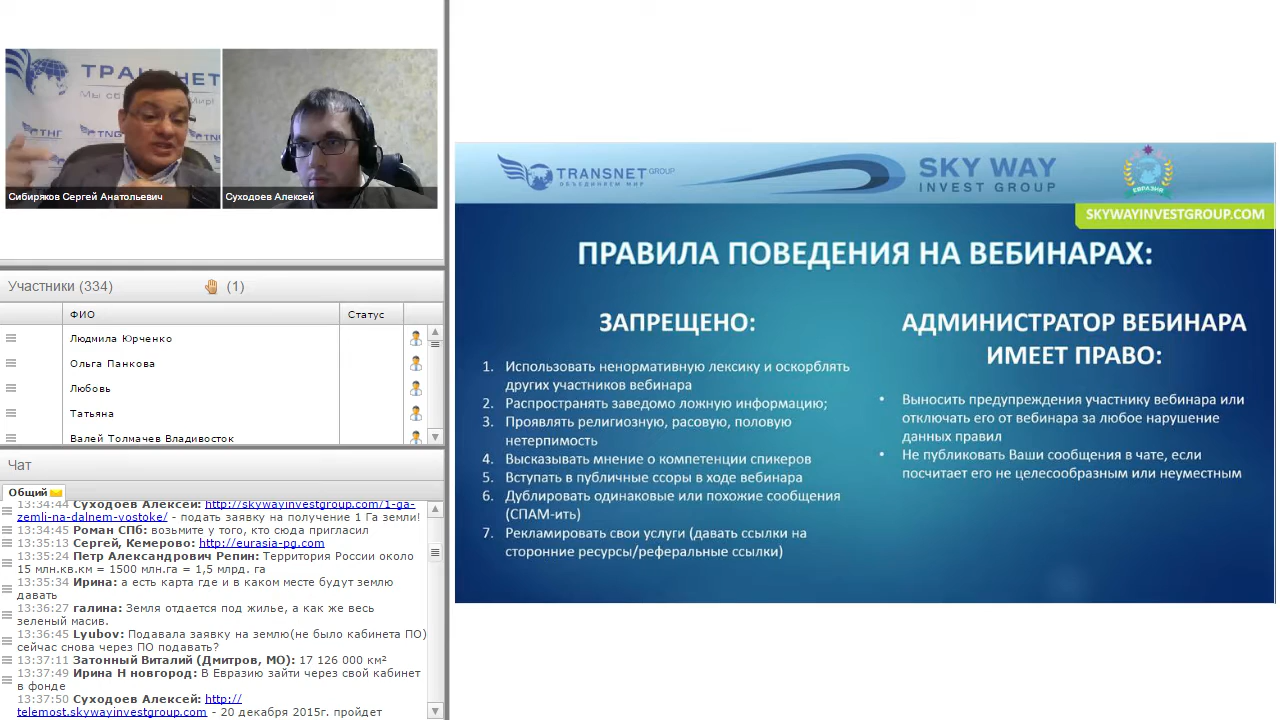 ТРАНСНЕТ
СТНГ
TNG
Сибиряков Сергей Анатольевич
Суходоев Алексей
Участники (334)
(1)
ФИО
Статус
Людмила Юрченко
Ольга Панкова
Любовь
Татьяна
Валей Толмачев Владивосток
Чат
Общий
13:34:44 Суходоев Алексей: http://skywayinvestgroup.com/1-ga-
zemli-na-dalnem-vostoke/ - подать заявку на получение 1 Га земли!
13:34:45 Роман СПб: возьмите у того, кто сюда пригласил
13:35:13 Сергей, Кемерово: http://eurasia-pg.com
13:35:24 Петр Александрович Репин: Территория России около
15 млн.кв.км = 1500 млн.га = 1,5 млрд. га
13:35:34 Ирина: а есть карта где и в каком месте будут землю
давать
13:36:27 галина: Земля отдается под жилье, а как же весь
зеленый масив.
13:36:45 Lyubov: Подавала заявку на землю(не было кабинета ПО)
сейчас снова через ПО подавать?
13:37:11 Затонный Виталий (Дмитров, МО): 17 126 000 км²
13:37:49 Ирина Н новгород: В Евразию зайти через свой кабинет
в фонде
13:37:50 Суходоев Алексей: http://
telemost.skywayinvestgroup.com - 20 декабря 2015г. пройдет
TRANSNET GROUP
ОБЪЕДИНЯЕМ МИР
SKY WAY
INVEST GROUP
ЕВРАЗИЯ
SKYWAYINVESTGROUP.COM
ПРАВИЛА ПОВЕДЕНИЯ НА ВЕБИНАРАХ:
ЗАПРЕЩЕНО:
1. Использовать ненормативную лексику и оскорблять
других участников вебинара
2. Распространять заведомо ложную информацию;
3. Проявлять религиозную, расовую, половую
нетерпимость
4. Высказывать мнение о компетенции спикеров
5. Вступать в публичные ссоры в ходе вебинара
6. Дублировать одинаковые или похожие сообщения
(СПАМ-ить)
7. Рекламировать свои услуги (давать ссылки на
сторонние ресурсы/реферальные ссылки)
АДМИНИСТРАТОР ВЕБИНАРА
ИМЕЕТ ПРАВО:
• Выносить предупреждения участнику вебинара или
отключать его от вебинара за любое нарушение
данных правил
• Не публиковать Ваши сообщения в чате, если
посчитает его не целесообразным или неуместным